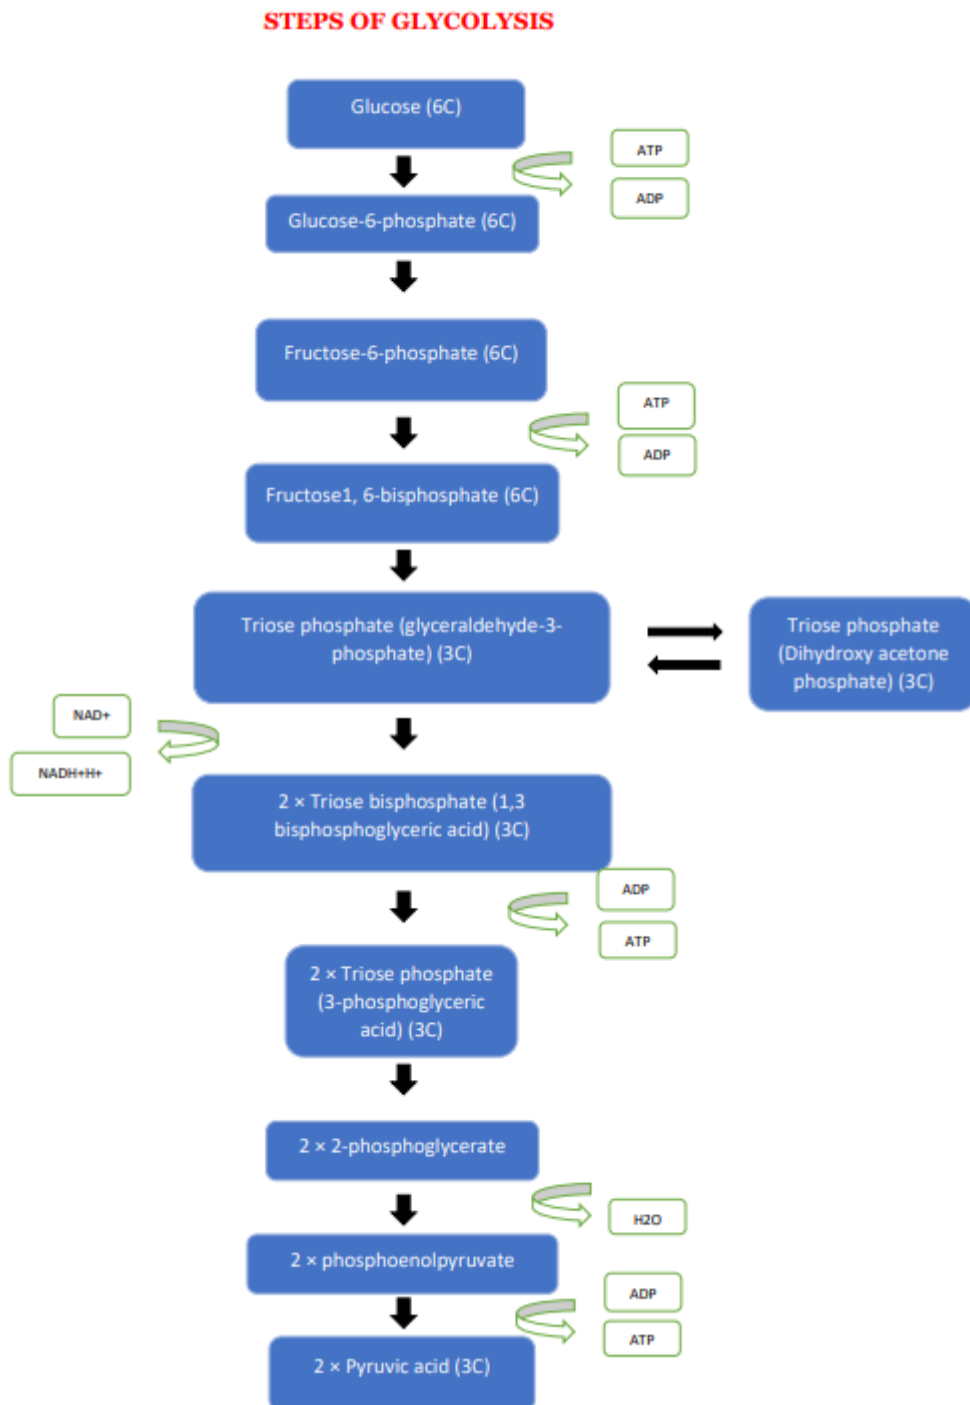 STEPS OF GLYCOLYSIS
Glucose (6C)
ATP
ADP
Glucose-6-phosphate (6C)
Fructose-6-phosphate (6C)
ATP
ADP
Fructose1, 6-bisphosphate (6C)
Triose phosphate (glyceraldehyde-3-
phosphate) (3C)
Triose phosphate
(Dihydroxy acetone
phosphate) (3C)
NAD+
NADH+H+
2 × Triose bisphosphate (1,3
bisphosphoglyceric acid) (3C)
ADP
ATP
2 × Triose phosphate
(3-phosphoglyceric
acid) (3C)
2 × 2-phosphoglycerate
H2O
2 × phosphoenolpyruvate
ADP
ATP
2 × Pyruvic acid (3C)